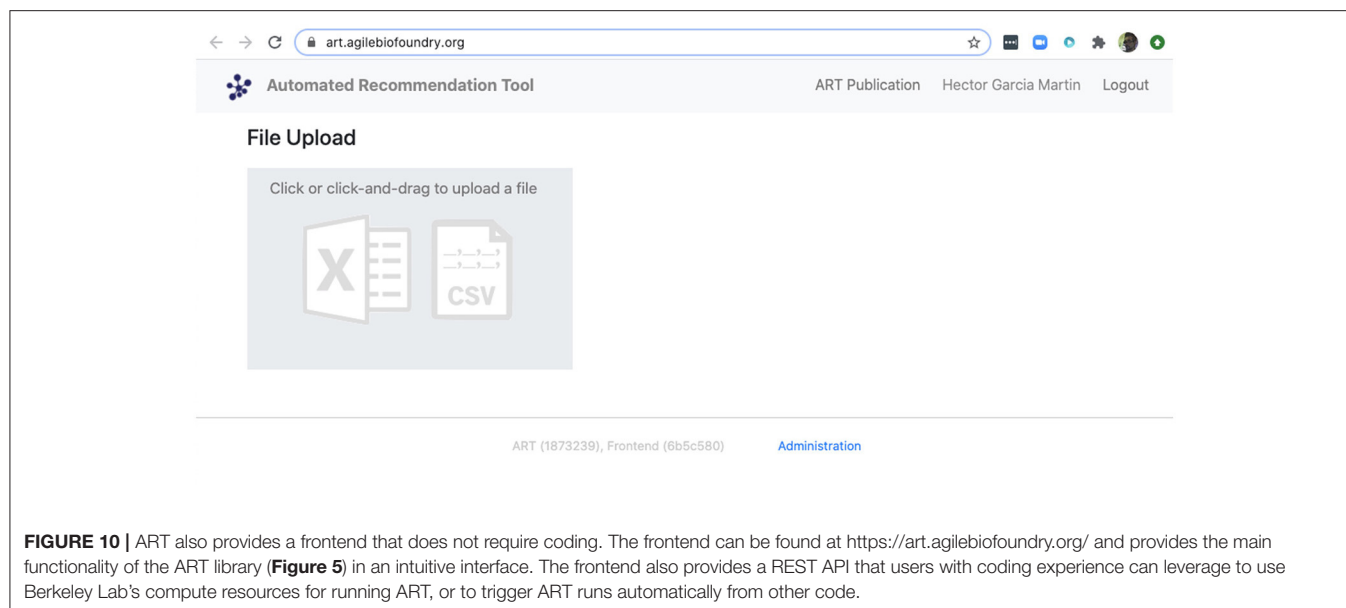 art.agilebiofoundry.org
Automated Recommendation Tool
ART Publication Hector Garcia Martin Logout
File Upload
Click or click-and-drag to upload a file
X
CSV
ART (1873239), Frontend (6b5c580) Administration
FIGURE 10 | ART also provides a frontend that does not require coding. The frontend can be found at https://art.agilebiofoundry.org/ and provides the main
functionality of the ART library (Figure 5) in an intuitive interface. The frontend also provides a REST API that users with coding experience can leverage to use
Berkeley Lab's compute resources for running ART, or to trigger ART runs automatically from other code.